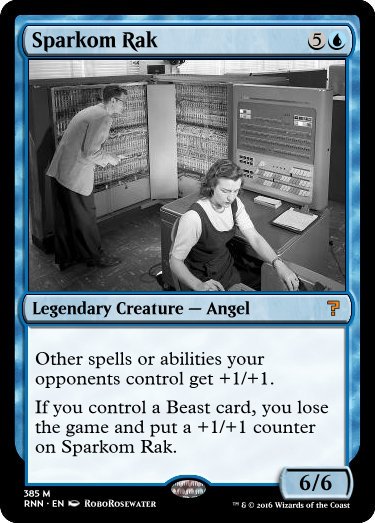 Sparkom Rak 5
Legendary Creature — Angel
Other spells or abilities your
opponents control get +1/+1.
If you control a Beast card, you lose
the game and put a +1/+1 counter
on Sparkom Rak.
6/6
385 M
RNN • EN RoboRosewater
™ & © 2016 Wizards of the Coast